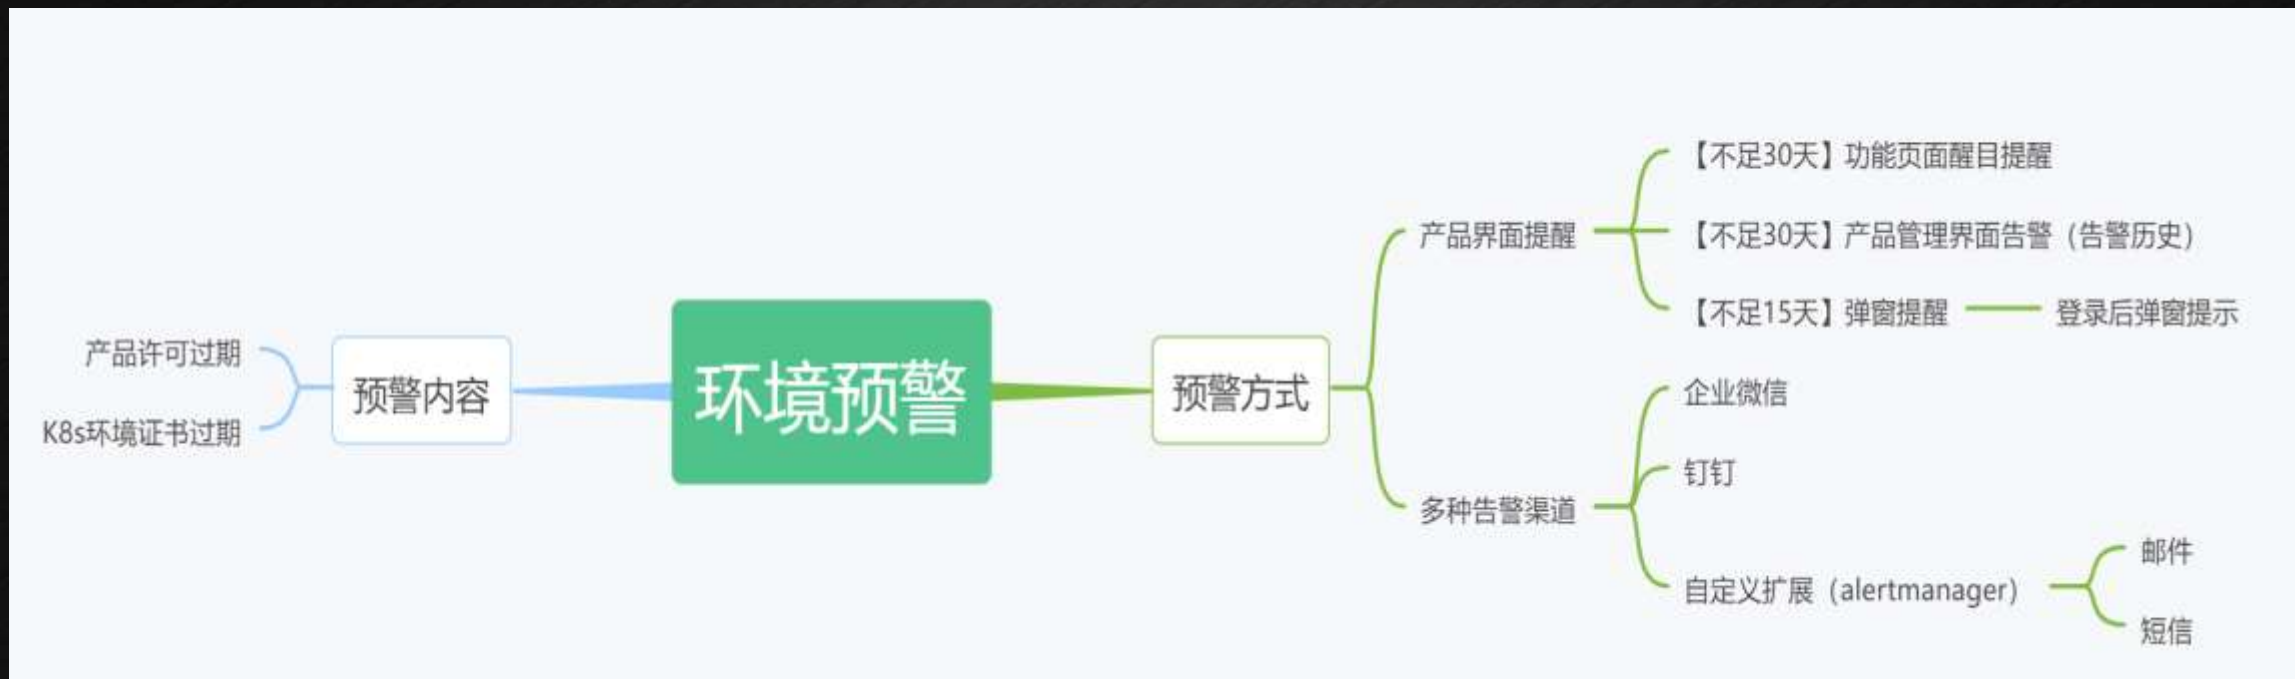 环境预警
预警内容
产品许可过期
K8s环境证书过期
预警方式
产品界面提醒
【不足30天】功能页面醒目提醒
【不足30天】产品管理界面告警（告警历史）
【不足15天】弹窗提醒
登录后弹窗提示
多种告警渠道
企业微信
钉钉
自定义扩展（alertmanager）
邮件
短信